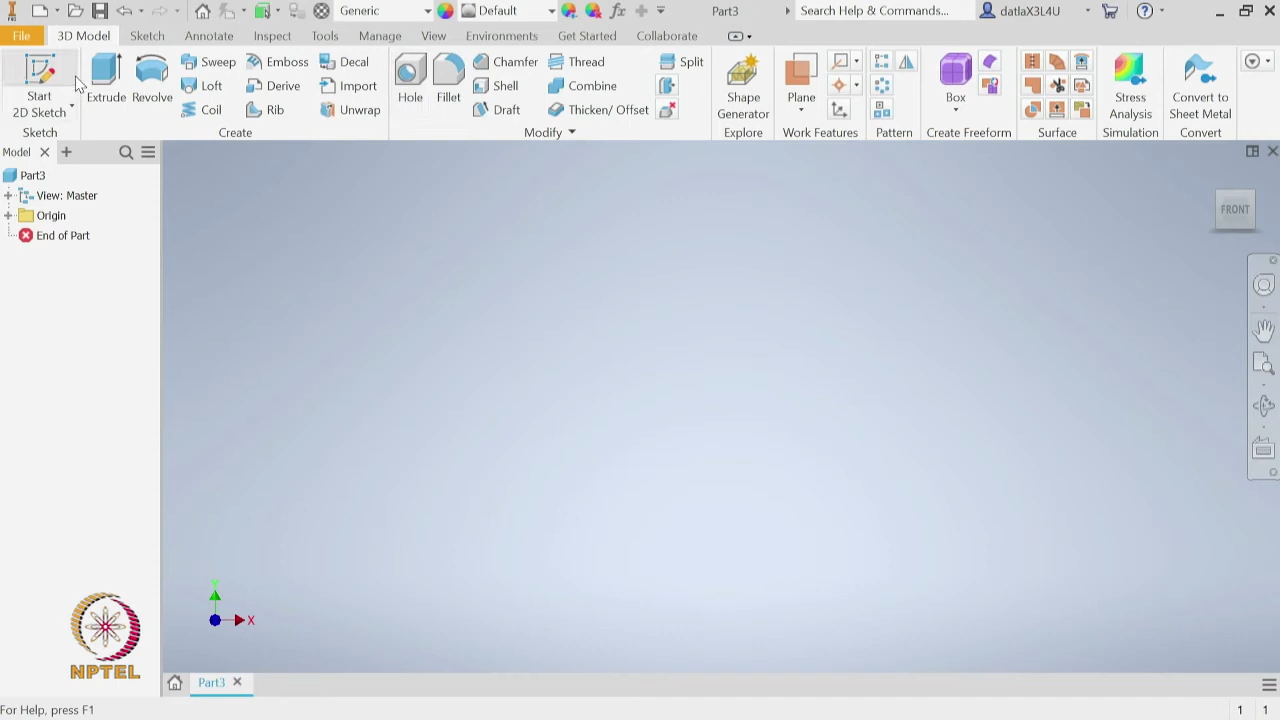 Generic Default fx Part3 Search Help & Commands... datlaX3L4U
File 3D Model Sketch Annotate Inspect Tools Manage View Environments Get Started Collaborate
Start
2D Sketch
Extrude
Revolve
Sweep Emboss Decal
Loft Derive Import
Coil Rib Unwrap
Hole
Fillet
Chamfer Thread Split
Shell Combine
Draft Thicken/ Offset
Shape
Generator
Plane
Box
Stress
Analysis
Convert to
Sheet Metal
Sketch Create Modify Explore Work Features Pattern Create Freeform Surface Simulation Convert
Model
Part3
View: Master
Origin
End of Part
FRONT
Y
X
NPTEL
Part3
For Help, press F1 1 1